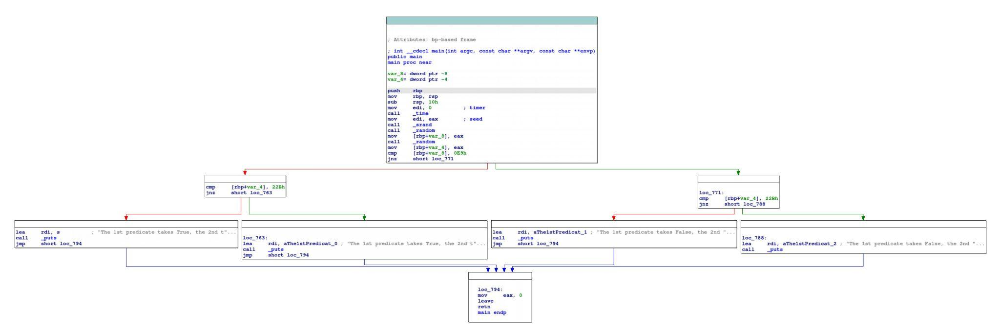 ; Attributes: bp-based frame
; int __cdecl main(int argc, const char **argv, const char **envp)
public main
main proc near
var_8= dword ptr -8
var_4= dword ptr -4
push rbp
mov rbp, rsp
sub rsp, 10h
mov edi, 0 ; timer
call _time
mov edi, eax ; seed
call _srand
call _random
mov [rbp+var_8], eax
call _random
mov [rbp+var_4], eax
cmp [rbp+var_8], 0E9h
jnz short loc_771
cmp [rbp+var_4], 22Bh
jnz short loc_763
loc_771:
cmp [rbp+var_4], 22Bh
jnz short loc_788
lea rdi, s ; "The 1st predicate takes True, the 2nd t"...
call _puts
jmp short loc_794
loc_763:
lea rdi, aThe1stPredicat_0 ; "The 1st predicate takes True, the 2nd t"...
call _puts
jmp short loc_794
lea rdi, aThe1stPredicat_1 ; "The 1st predicate takes False, the 2nd "...
call _puts
jmp short loc_794
loc_788:
lea rdi, aThe1stPredicat_2 ; "The 1st predicate takes False, the 2nd "...
call _puts
loc_794:
mov eax, 0
leave
retn
main endp